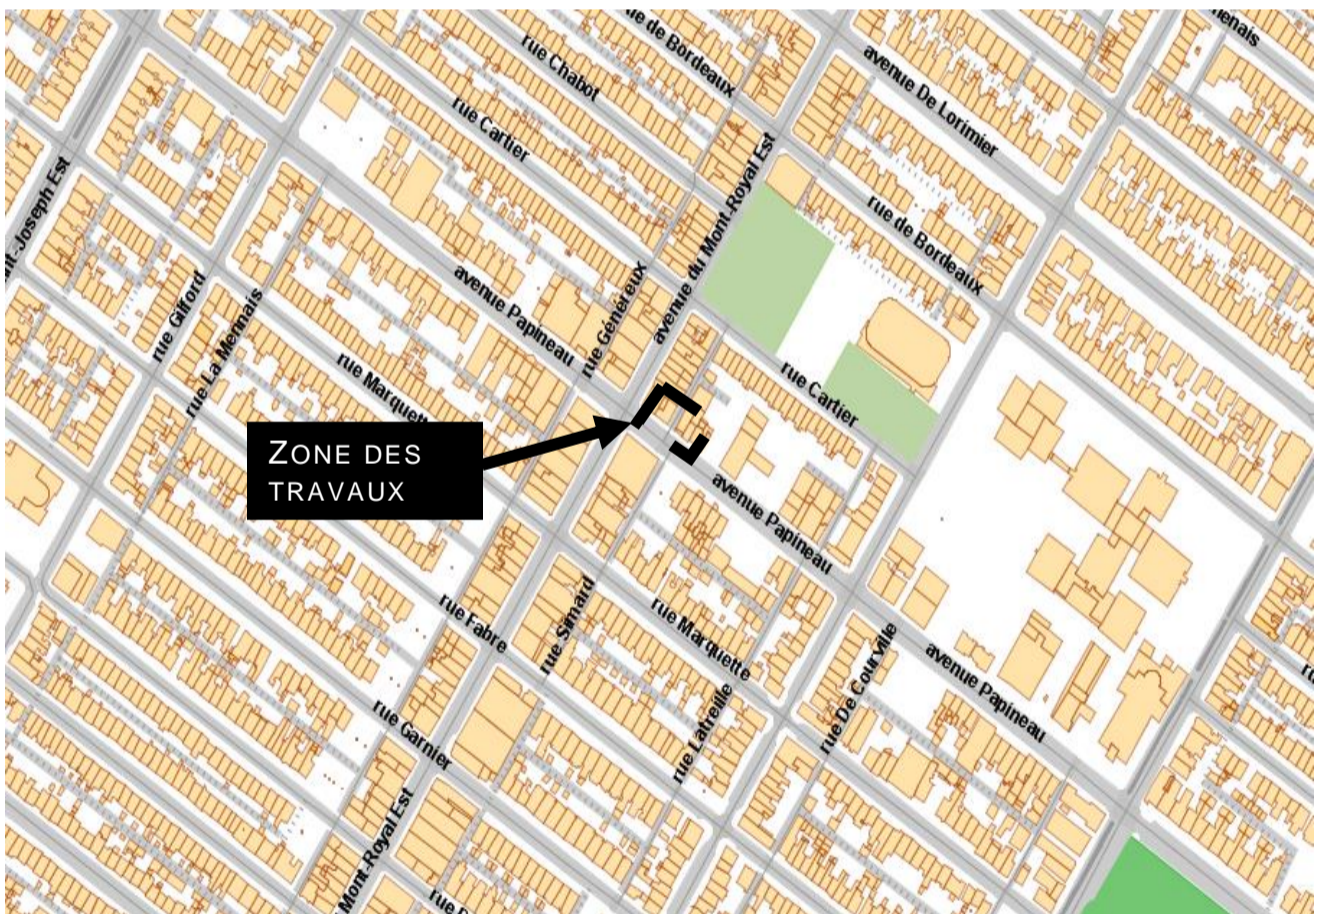 rue de Bordeaux
rue Chabot
avenue De Lorimier
rue Cartier
avenue du Mont-Royal Est
rue de Bordeaux
rue Gilford
rue La Mennais
avenue Papineau
rue Généreux
rue Marquette
rue Cartier
ZONE DES
TRAVAUX
avenue Papineau
rue Fabre
rue Simard
rue Marquette
rue Garnier
rue Latreille
rue De Courville
avenue Papineau
Mont-Royal Est